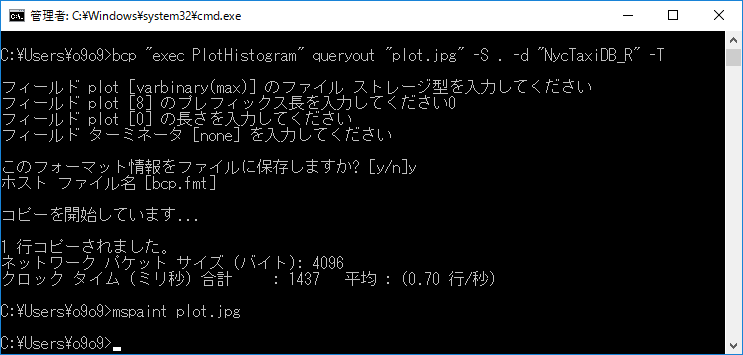 管理者: C:¥Windows¥system32¥cmd.exe
C:¥Users¥o9o9>bcp "exec PlotHistogram" queryout "plot.jpg" -S . -d "NycTaxiDB_R" -T
フィールド plot [varbinary(max)] のファイル ストレージ型を入力してください
フィールド plot [8] のプレフィックス長を入力してください0
フィールド plot [0] の長さを入力してください
フィールド ターミネータ [none] を入力してください
このフォーマット情報をファイルに保存しますか? [y/n]y
ホスト ファイル名 [bcp.fmt]
コピーを開始しています...
1 行コピーされました。
ネットワーク パケット サイズ (バイト): 4096
クロック タイム (ミリ秒) 合計     : 1437   平均 : (0.70 行/秒)
C:¥Users¥o9o9>mspaint plot.jpg
C:¥Users¥o9o9>